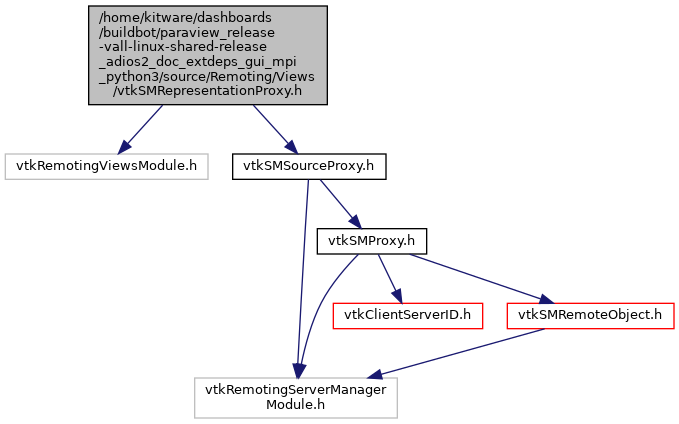 /home/kitware/dashboards
/buildbot/paraview_release
-vall-linux-shared-release
_adios2_doc_extdeps_gui_mpi
_python3/source/Remoting/Views
/vtkSMRepresentationProxy.h
vtkRemotingViewsModule.h
vtkSMSourceProxy.h
vtkSMProxy.h
vtkClientServerID.h
vtkSMRemoteObject.h
vtkRemotingServerManager
Module.h